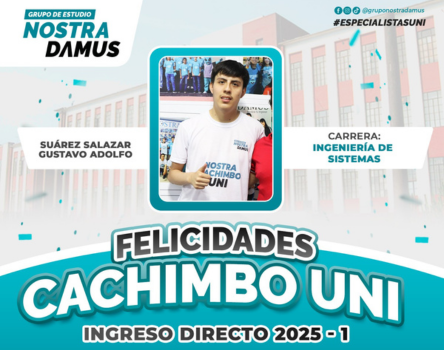 GRUPO DE ESTUDIO
NOSTRA
DAMUS
@gruponostradamus
#ESPECIALISTASUNI
SUÁREZ SALAZAR
GUSTAVO ADOLFO
CARRERA:
INGENIERÍA DE
SISTEMAS
NOSTRA
CACHIMBO
UNI
FELICIDADES
CACHIMBO UNI
INGRESO DIRECTO 2025 - 1